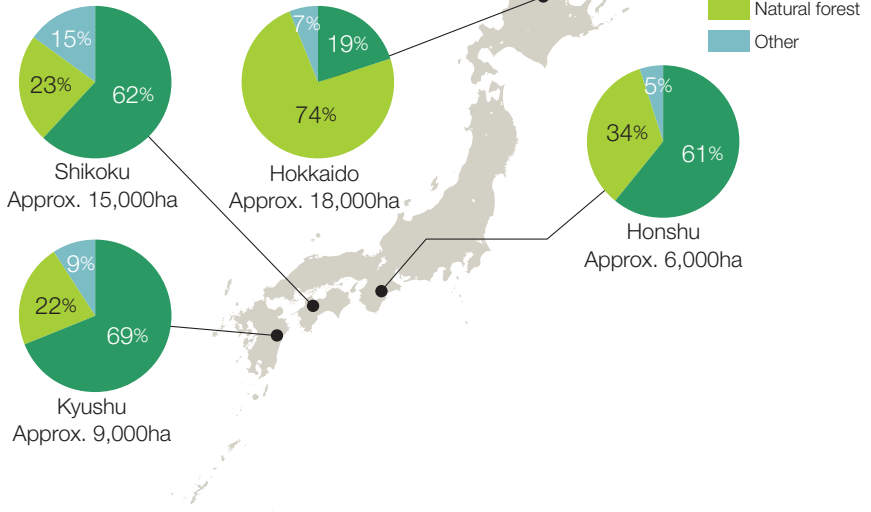 Natural forest
Other
15%
23%
62%
Shikoku
Approx. 15,000ha
7%
19%
74%
Hokkaido
Approx. 18,000ha
5%
34%
61%
Honshu
Approx. 6,000ha
9%
22%
69%
Kyushu
Approx. 9,000ha